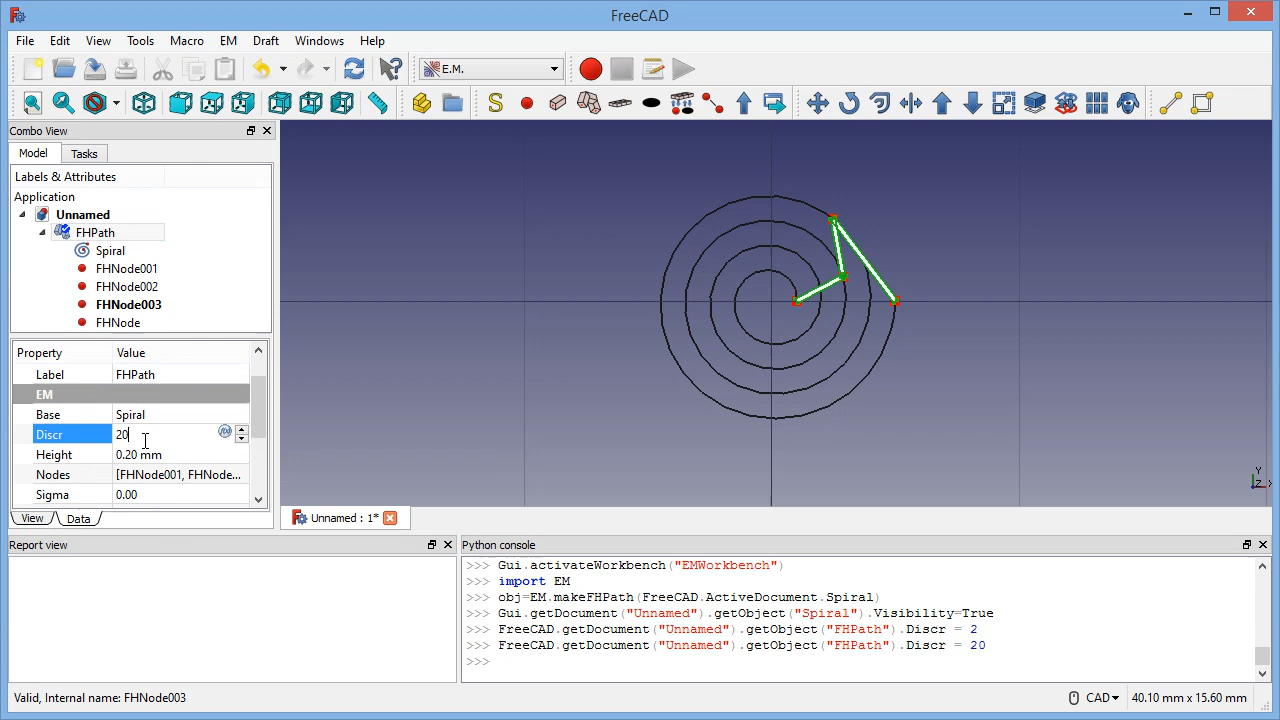 FreeCAD
File Edit View Tools Macro EM Draft Windows Help
E.M.
Combo View
Model Tasks
Labels & Attributes
Application
Unnamed
FHPath
Spiral
FHNode001
FHNode002
FHNode003
FHNode
Property Value
Label FHPath
EM
Base Spiral
Discr 20
Height 0.20 mm
Nodes [FHNode001, FHNode...
Sigma 0.00
View Data
Y
Z X
Unnamed : 1*
Report view
Python console
>>> Gui.activateWorkbench("EMWorkbench")
>>> import EM
>>> obj=EM.makeFHPath(FreeCAD.ActiveDocument.Spiral)
>>> Gui.getDocument("Unnamed").getObject("Spiral").Visibility=True
>>> FreeCAD.getDocument("Unnamed").getObject("FHPath").Discr = 2
>>> FreeCAD.getDocument("Unnamed").getObject("FHPath").Discr = 20
>>>
Valid, Internal name: FHNode003
CAD 40.10 mm x 15.60 mm